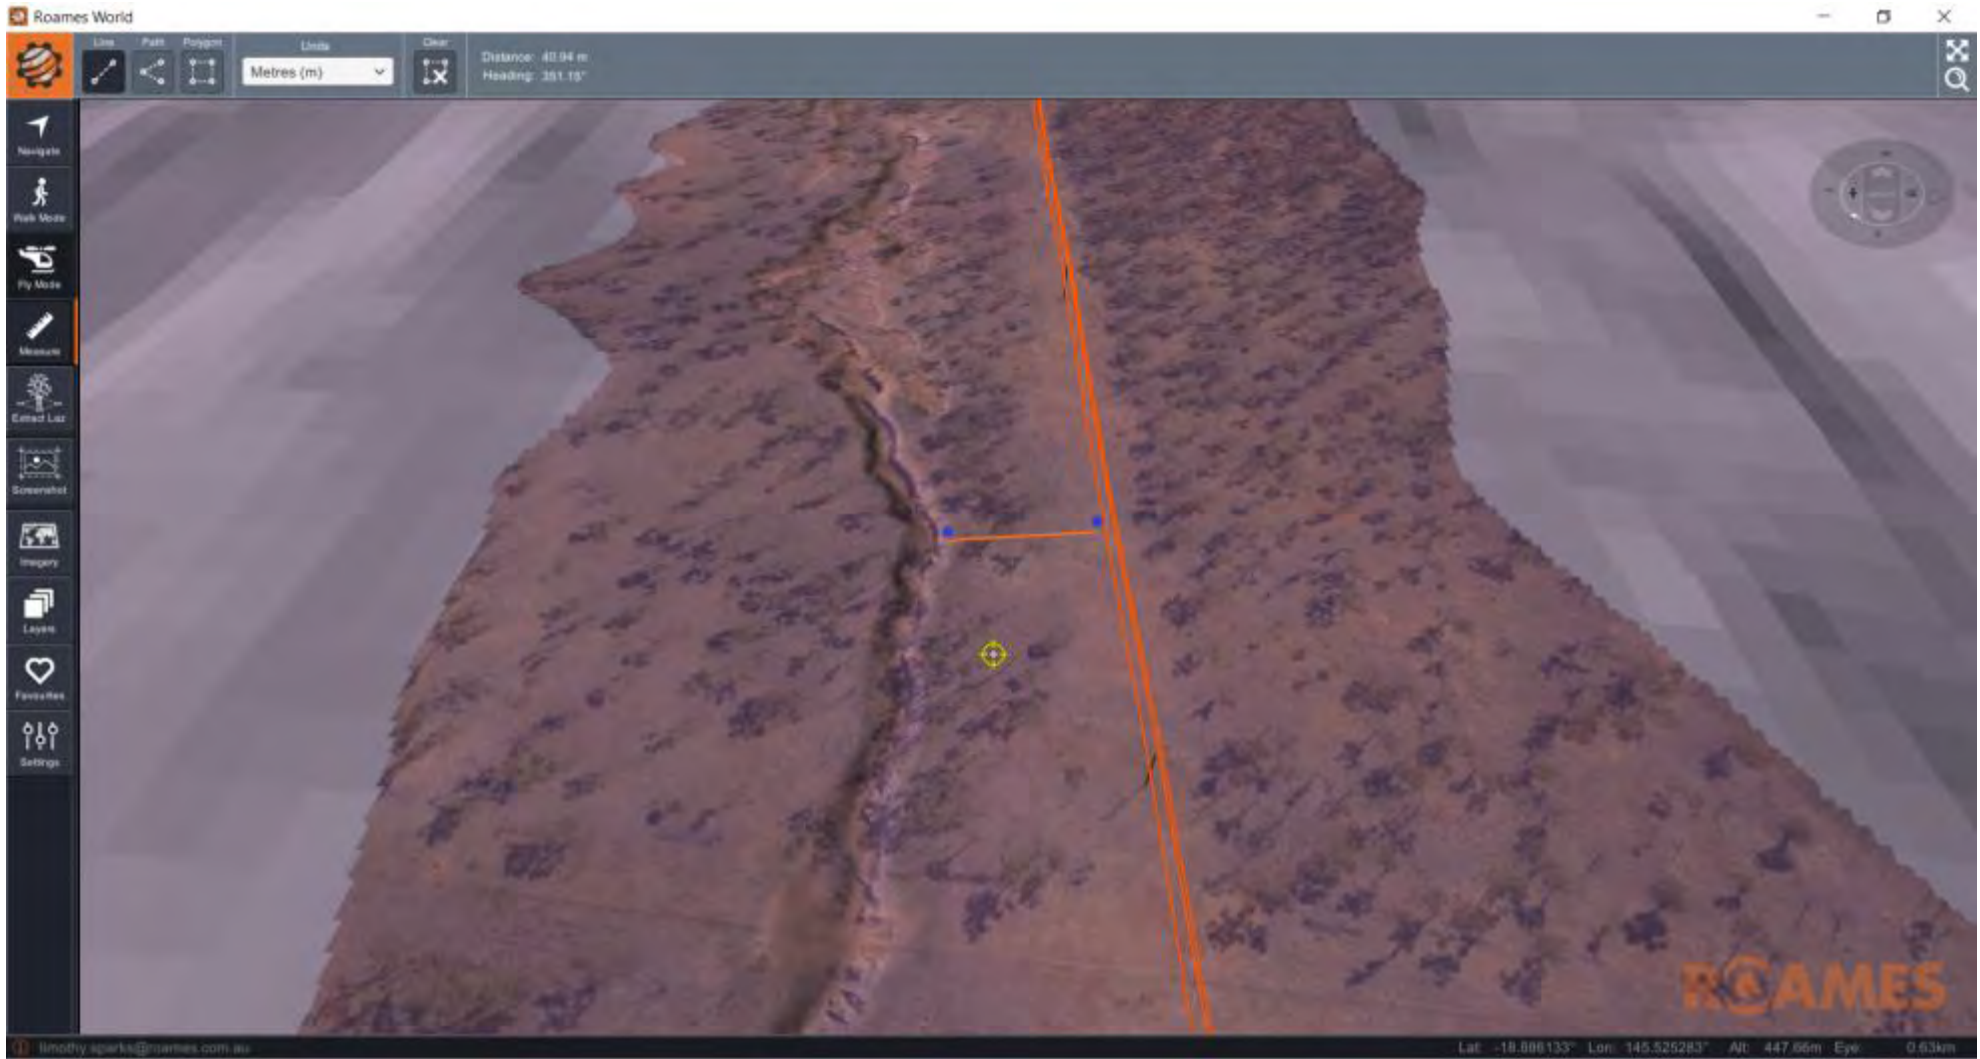 Roames World
Line Path Polygon Units Clear
Metres (m)
Distance: 40.94 m
Heading: 351.15°
Navigate
Walk Mode
Fly Mode
Measure
Extract Laz
Screenshot
Imagery
Layers
Favourites
Settings
ROAMES
timothy.sparks@roames.com.au
Lat: -18.686133° Lon: 145.525283° Alt: 447.66m Eye: 0.63km